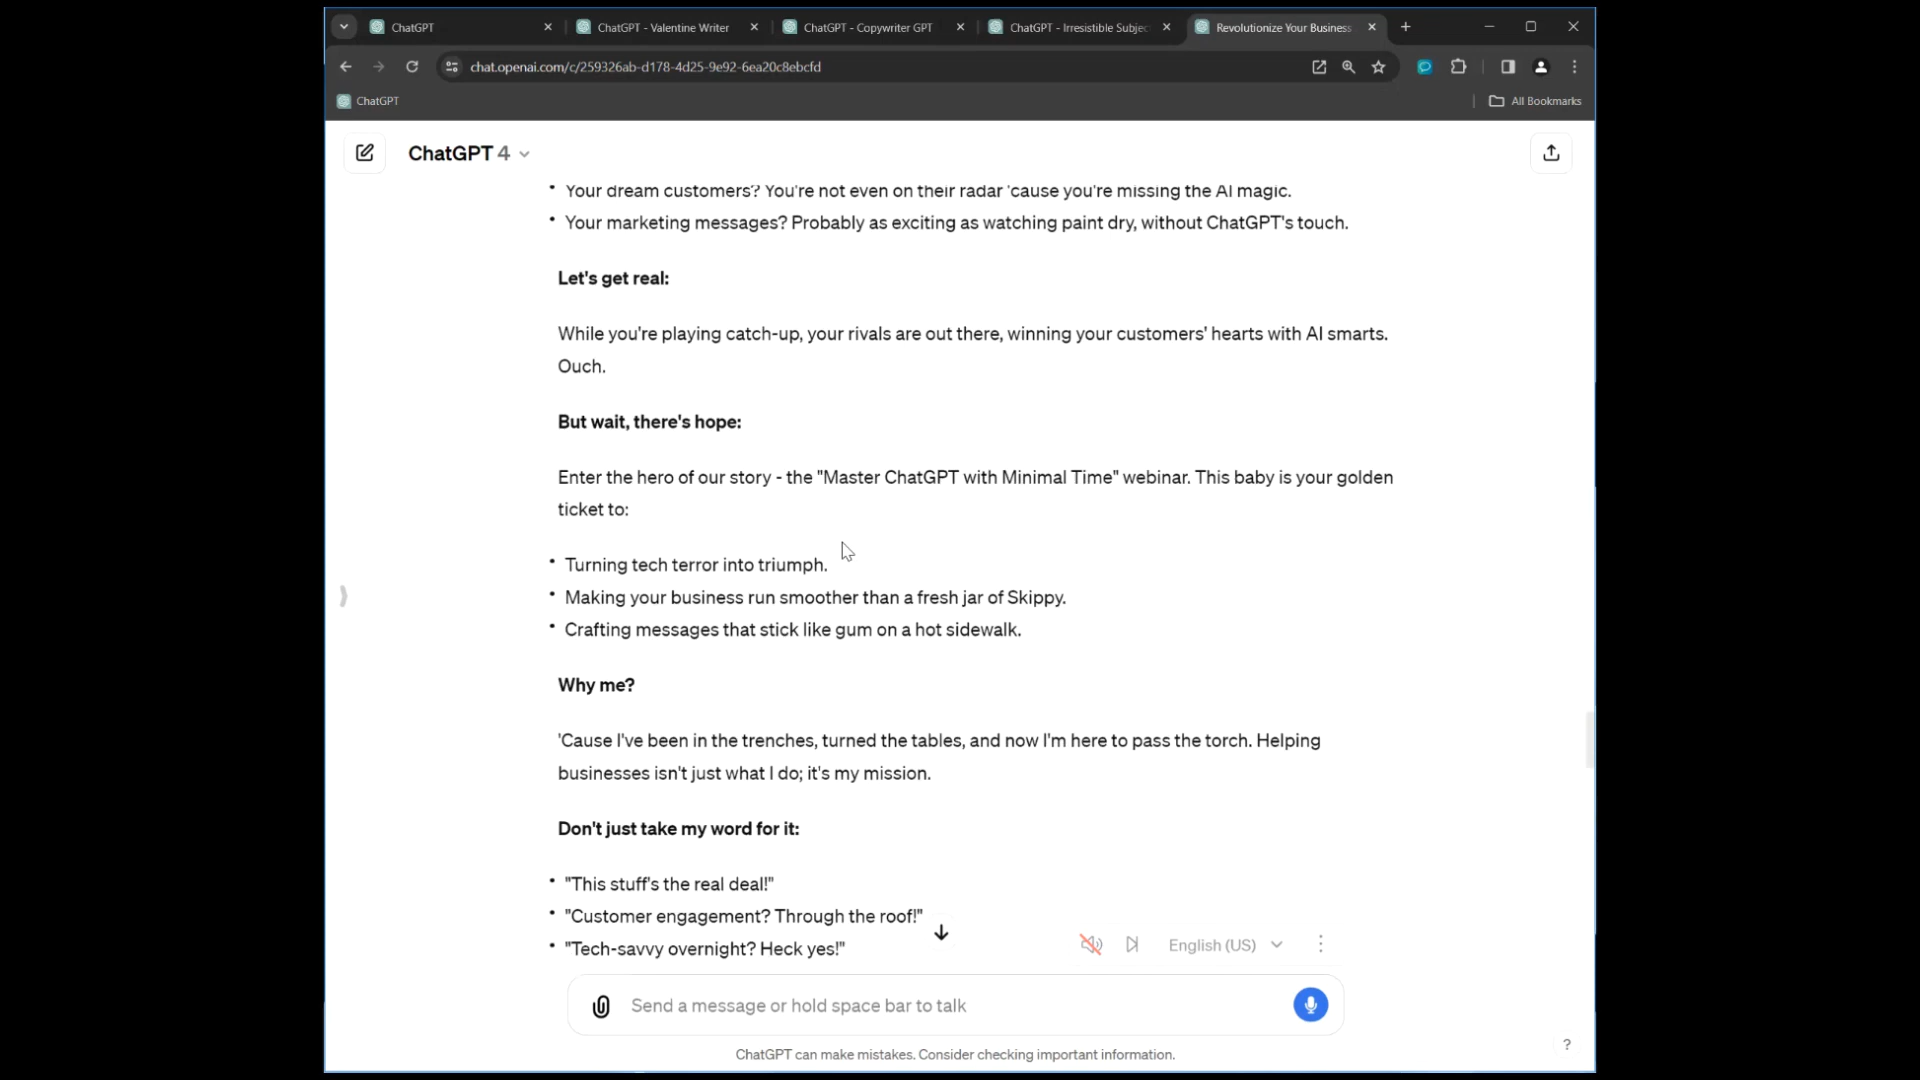 ChatGPT
ChatGPT - Valentine Writer
ChatGPT - Copywriter GPT
ChatGPT - Irresistible Subjec
Revolutionize Your Business
chat.openai.com/c/259326ab-d178-4d25-9e92-6ea20c8ebcfd
ChatGPT
All Bookmarks
ChatGPT 4
• Your dream customers? You're not even on their radar 'cause you're missing the AI magic.
• Your marketing messages? Probably as exciting as watching paint dry, without ChatGPT's touch.
Let's get real:
While you're playing catch-up, your rivals are out there, winning your customers' hearts with AI smarts.
Ouch.
But wait, there's hope:
Enter the hero of our story - the "Master ChatGPT with Minimal Time" webinar. This baby is your golden
ticket to:
• Turning tech terror into triumph.
• Making your business run smoother than a fresh jar of Skippy.
• Crafting messages that stick like gum on a hot sidewalk.
Why me?
'Cause I've been in the trenches, turned the tables, and now I'm here to pass the torch. Helping
businesses isn't just what I do; it's my mission.
Don't just take my word for it:
• "This stuff's the real deal!"
• "Customer engagement? Through the roof!"
• "Tech-savvy overnight? Heck yes!"
English (US)
Send a message or hold space bar to talk
ChatGPT can make mistakes. Consider checking important information.
?